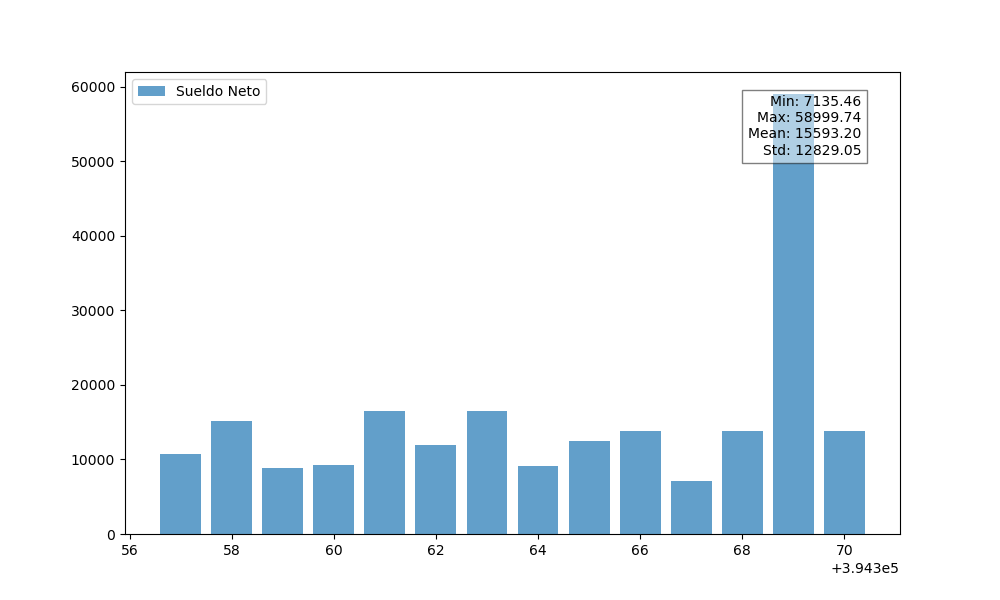 Sueldo Neto
Min: 7135.46
Max: 58999.74
Mean: 15593.20
Std: 12829.05
60000
50000
40000
30000
20000
10000
0
56 58 60 62 64 66 68 70
+3.943e5